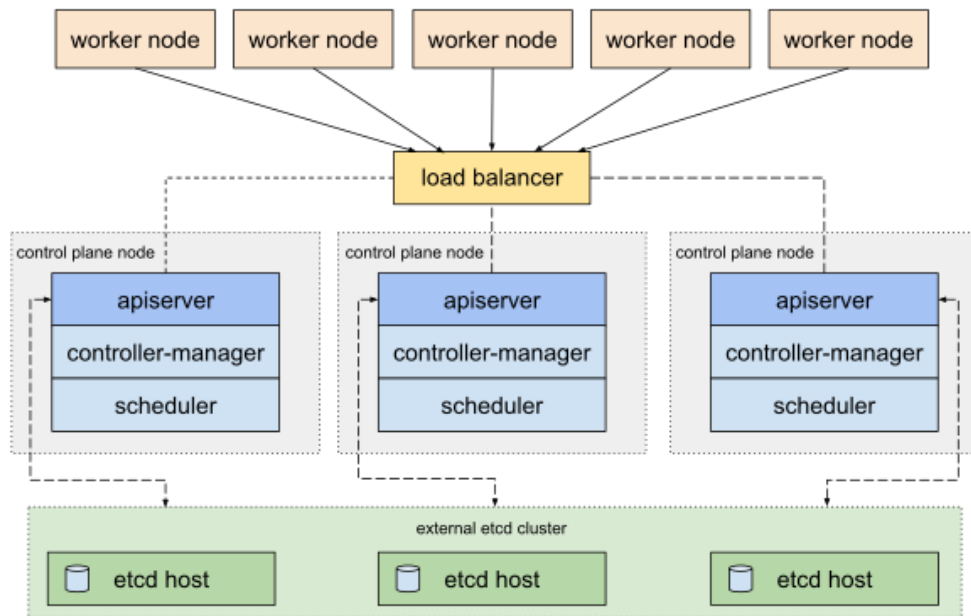 worker node
worker node
worker node
worker node
worker node
load balancer
control plane node
apiserver
controller-manager
scheduler
control plane node
apiserver
controller-manager
scheduler
control plane node
apiserver
controller-manager
scheduler
external etcd cluster
etcd host
etcd host
etcd host